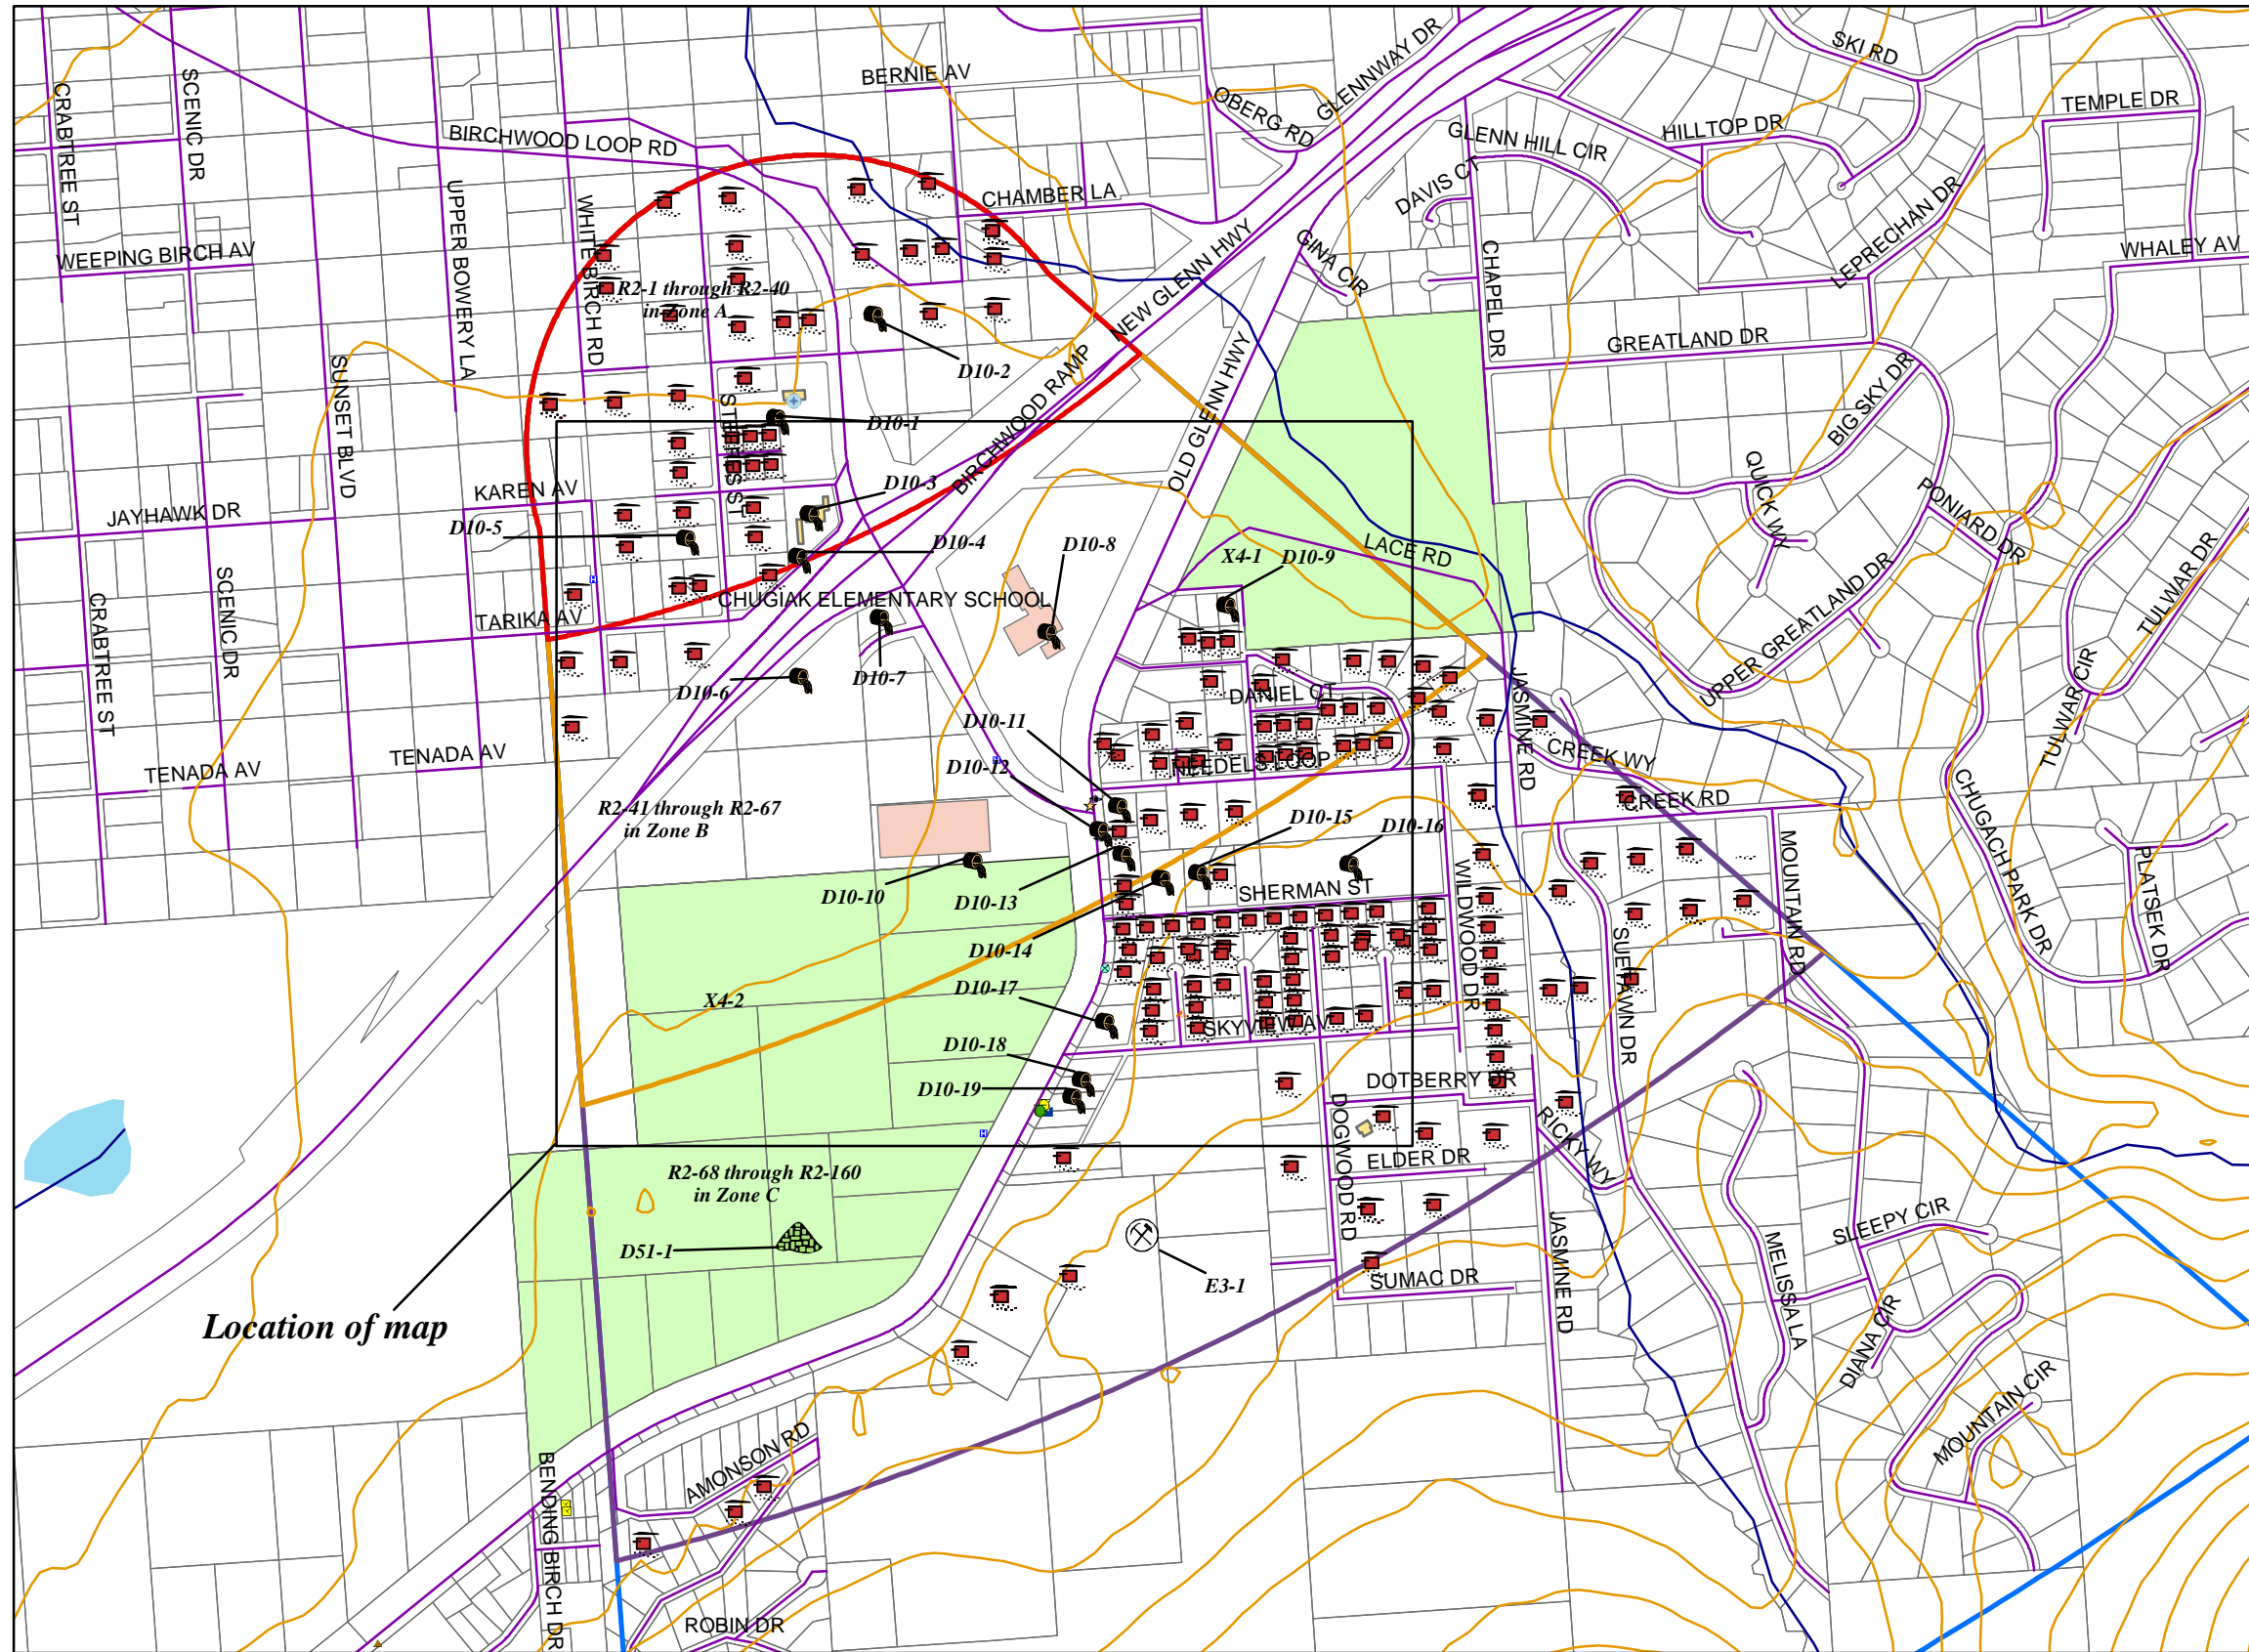 SKI RD
GLENNWAY DR
BERNIE AV
TEMPLE DR
CRABTREE ST
SCENIC DR
OBERG RD
HILLTOP DR
GLENN HILL CIR
BIRCHWOOD LOOP RD
DAVIS CT
UPPER BOWERY LA
WHITE BIRCH RD
CHAMBER LA
LEPRECHAN DR
WEEPING BIRCH AV
WHALEY AV
NEW GLENN HWY
GINA CIR
CHAPEL DR
R2-1 through R2-40
in Zone A
GREATLAND DR
SUNSET BLVD
D10-2
BIRCHWOOD RAMP
OLD GLENN HWY
BIG SKY DR
D10-1
QUICK WY
KAREN AV
D10-3
PONIARD DR
JAYHAWK DR
D10-5
D10-4
D10-8
LACE RD
X4-1
D10-9
TULWAR DR
SCENIC DR
CRABTREE ST
CHUGIAK ELEMENTARY SCHOOL
TARIKA AV
UPPER GREATLAND DR
D10-6
D10-7
DANIEL CT
JASMINE RD
TULWAR CIR
D10-11
TENADA AV
TENADA AV
D10-12
NEEDELS LOOP
CREEK WY
CREEK RD
CHUGACH PARK DR
R2-41 through R2-67
in Zone B
D10-15
D10-16
MOUNTAIN RD
PLATSEK DR
D10-10
D10-13
SHERMAN ST
WILDWOOD DR
D10-14
SUE TAWN DR
X4-2
D10-17
SKYVIEW AV
D10-18
D10-19
DOTBERRY DR
DOGWOOD RD
RICKY WY
ELDER DR
R2-68 through R2-160
in Zone C
SLEEPY CIR
D51-1
E3-1
SUMAC DR
JASMINE RD
MELISSA LA
Location of map
DIANA CIR
MOUNTAIN CIR
AMONSON RD
BENDING BIRCH DR
ROBIN DR